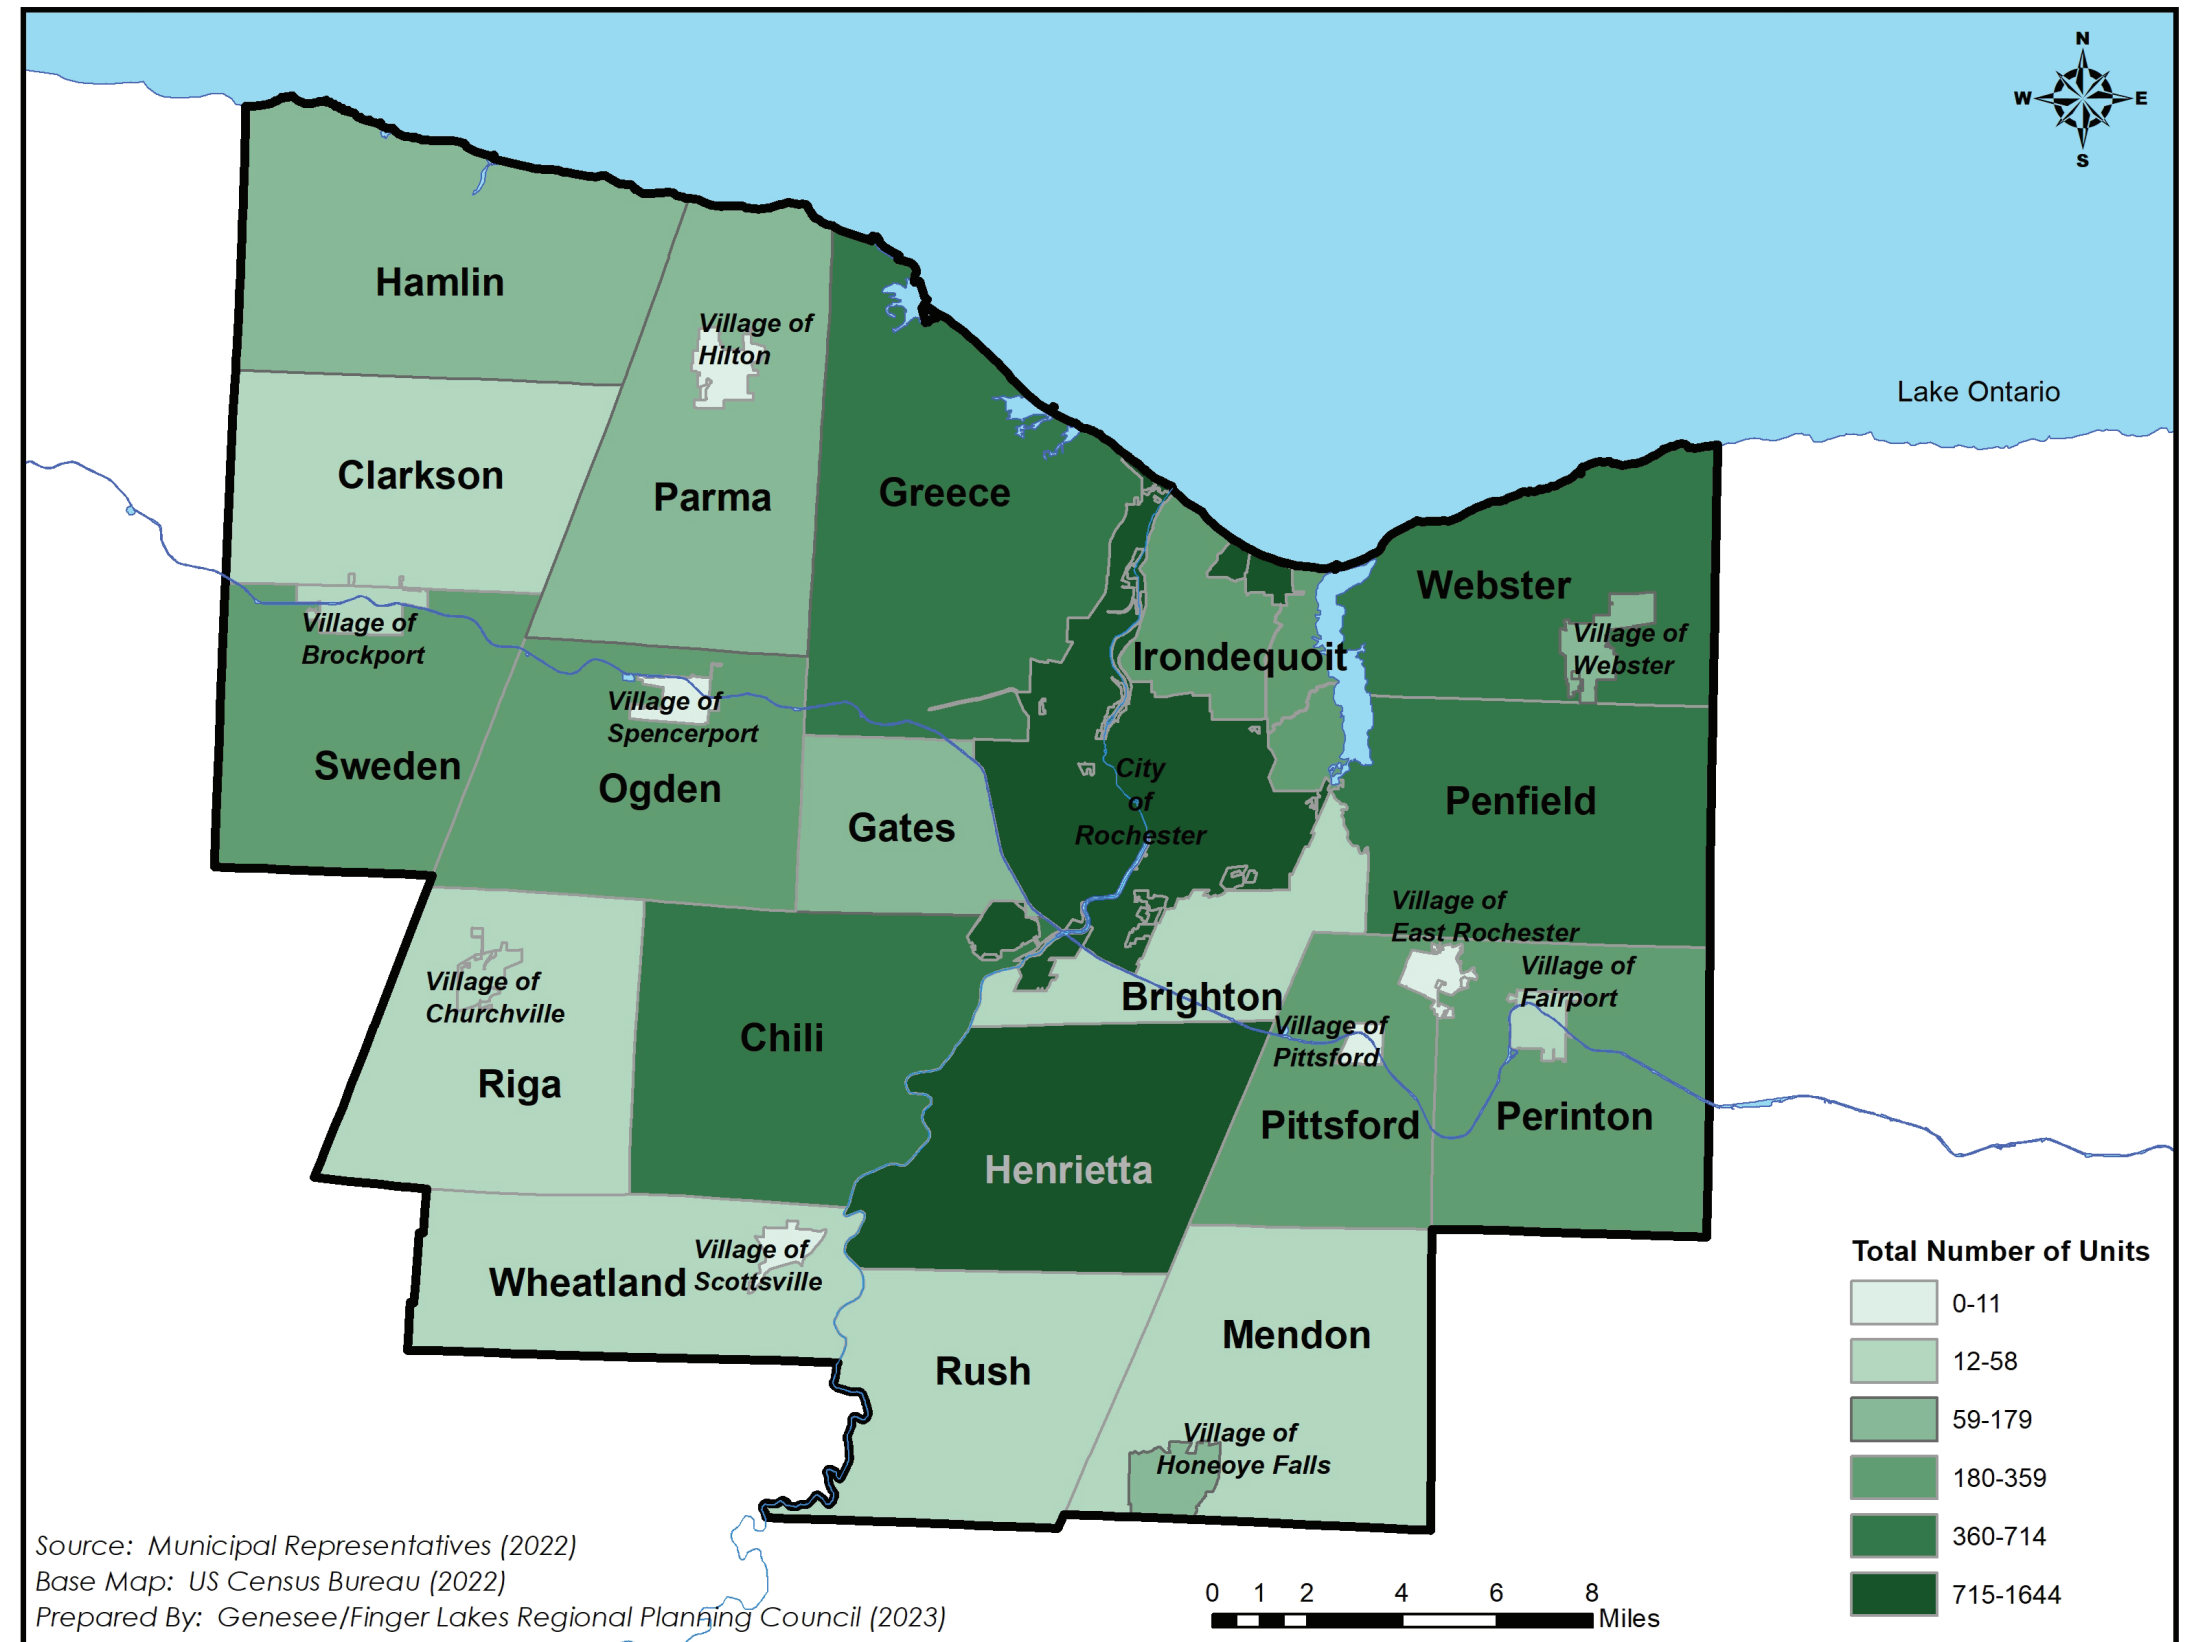 N
W E
S
Lake Ontario
Hamlin
Village of
Hilton
Clarkson
Parma
Greece
Webster
Village of
Webster
Village of
Brockport
Irondequoit
Village of
Spencerport
Sweden
Ogden
Gates
City
of
Rochester
Penfield
Village of
East Rochester
Village of
Fairport
Village of
Churchville
Brighton
Village of
Pittsford
Chili
Riga
Pittsford
Perinton
Henrietta
Village of
Scottsville
Wheatland
Mendon
Rush
Village of
Honeoye Falls
Total Number of Units
0-11
12-58
59-179
180-359
360-714
715-1644
Source: Municipal Representatives (2022)
Base Map: US Census Bureau (2022)
Prepared By: Genesee/Finger Lakes Regional Planning Council (2023)
0 1 2 4 6 8
Miles